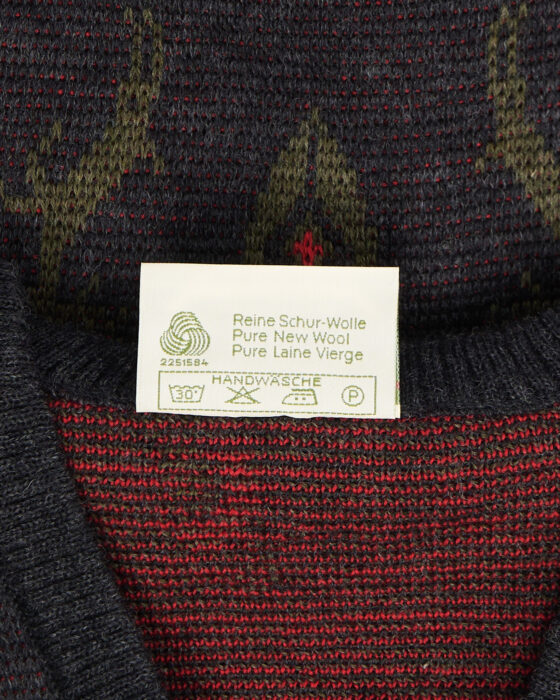 Reine Schur-Wolle
Pure New Wool
Pure Laine Vierge
2251584
HANDWÄSCHE
30°
P